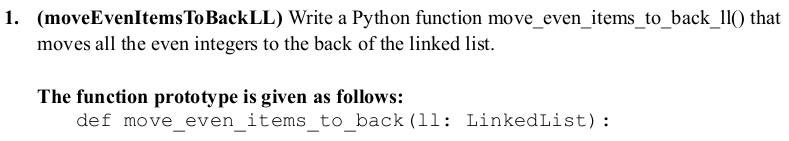 1. (moveEvenItemsToBackLL) Write a Python function move_even_items_to_back_ll() that
moves all the even integers to the back of the linked list.
The function prototype is given as follows:
def move_even_items_to_back(ll: LinkedList):